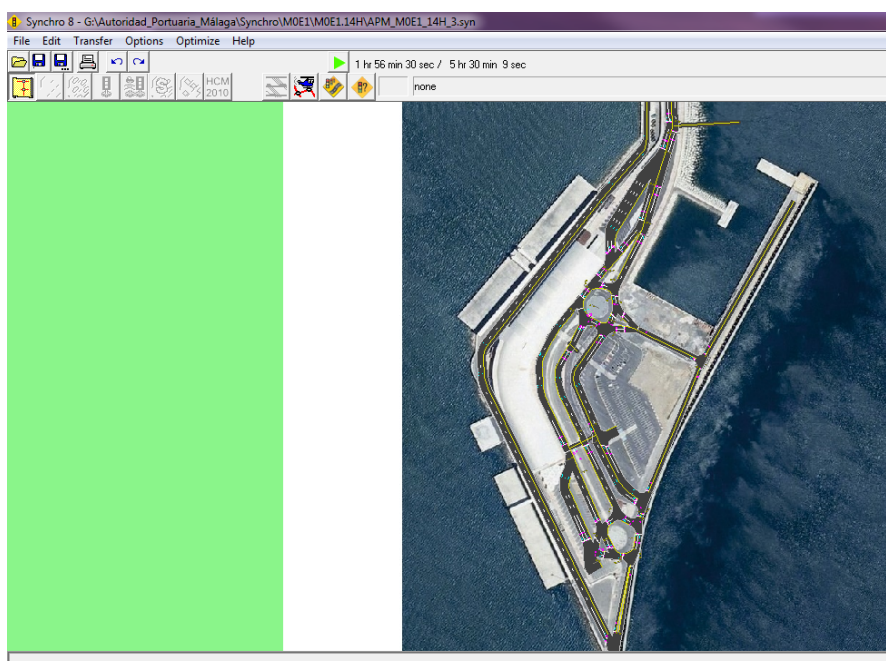 Synchro 8 - G:\Autoridad_Portuaria_Málaga\Synchro\M0E1\M0E1.14H\APM_M0E1_14H_3.syn
File Edit Transfer Options Optimize Help
1 hr 56 min 30 sec / 5 hr 30 min 9 sec
HCM
2010
none